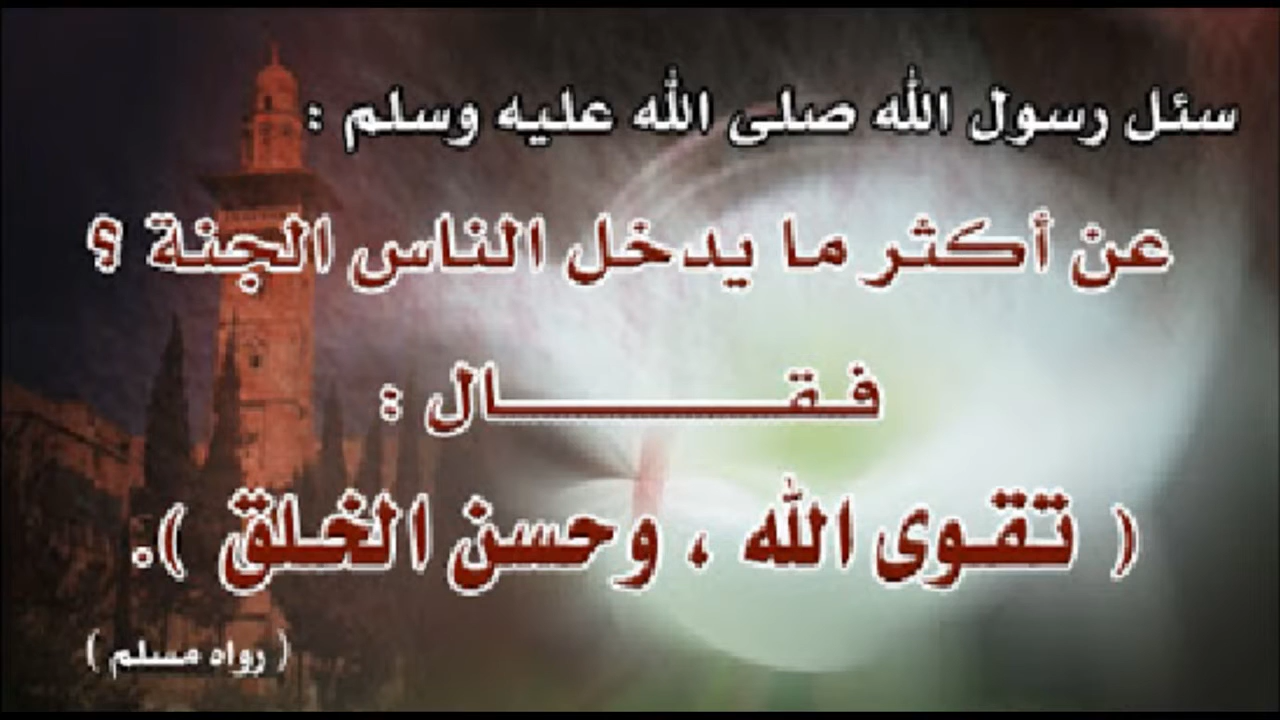 سئل رسول الله صلى الله عليه وسلم :
عن أكثر ما يدخل الناس الجنة ؟
فقـــــــــــال :
( تقوى الله ، وحسن الخلق ).
( رواه مسلم )